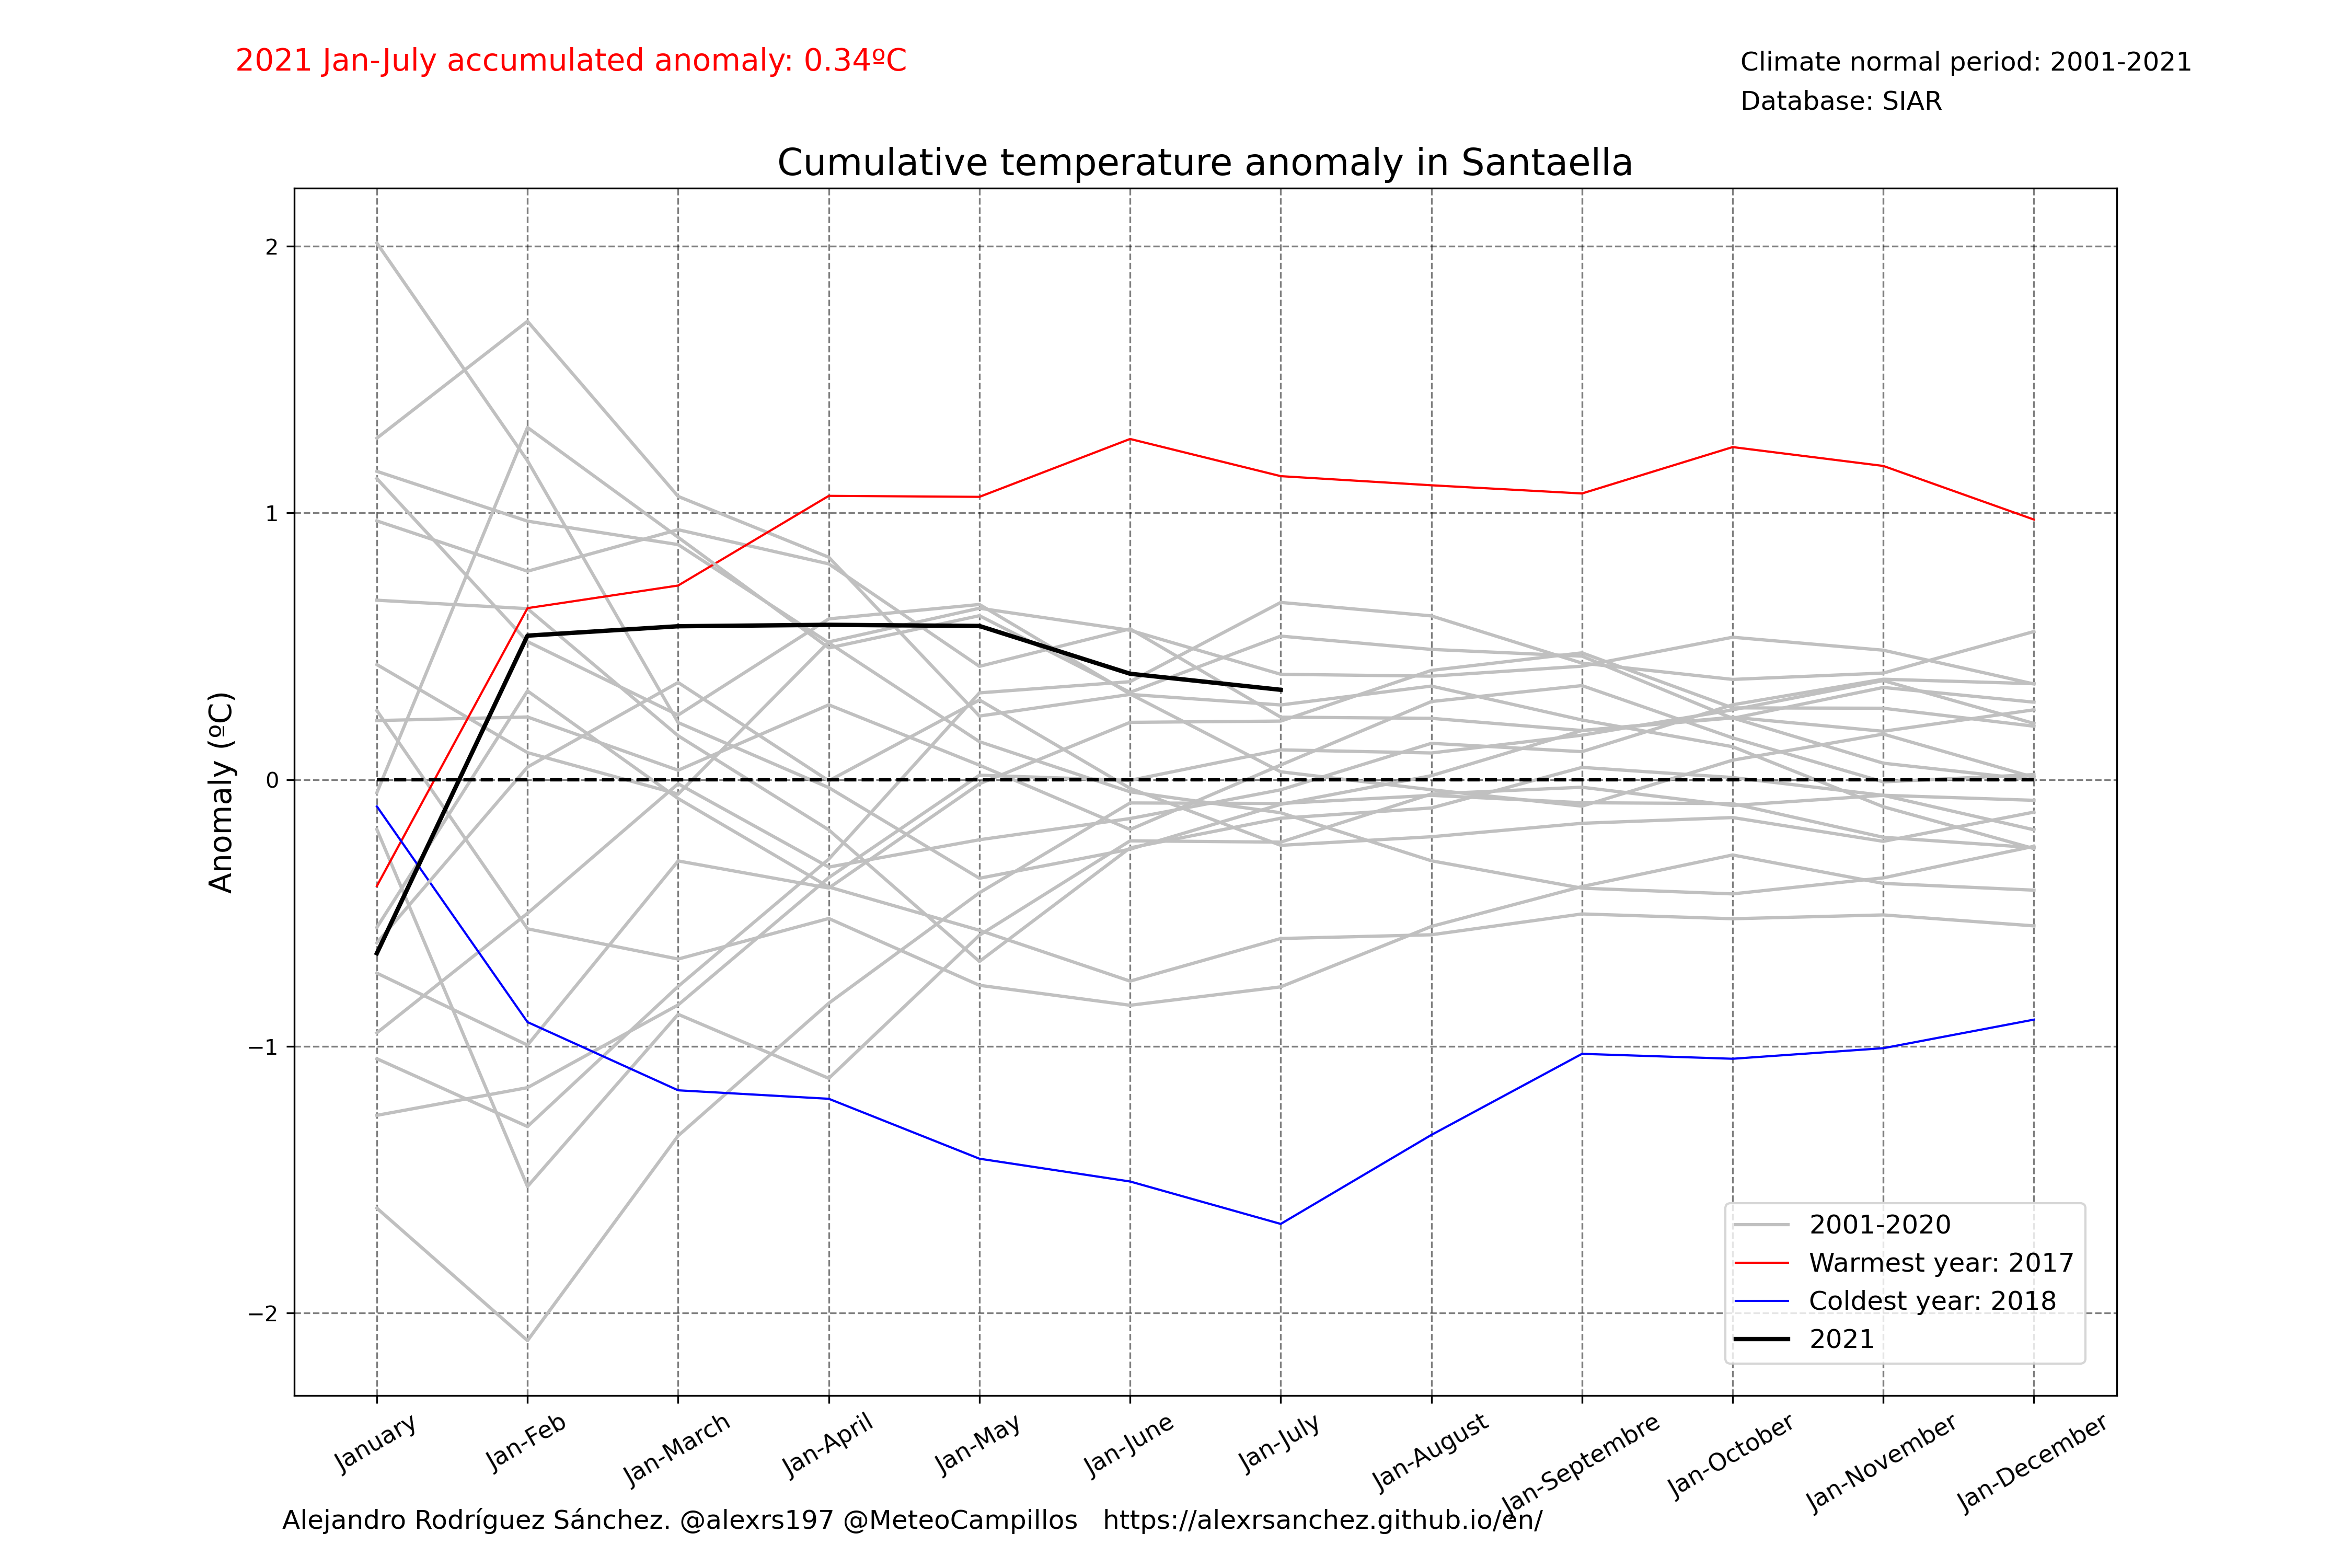 2021 Jan-July accumulated anomaly: 0.34ºC
Climate normal period: 2001-2021
Database: SIAR
Cumulative temperature anomaly in Santaella
Anomaly (ºC)
2
1
0
−1
−2
2001-2020
Warmest year: 2017
Coldest year: 2018
2021
January
Jan-Feb
Jan-March
Jan-April
Jan-May
Jan-June
Jan-July
Jan-August
Jan-Septembre
Jan-October
Jan-November
Jan-December
Alejandro Rodríguez Sánchez. @alexrs197 @MeteoCampillos https://alexrsanchez.github.io/en/